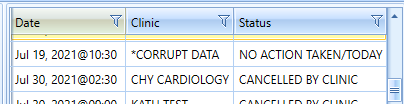 Date Clinic Status
Jul 19, 2021@10:30 *CORRUPT DATA NO ACTION TAKEN/TODAY
Jul 30, 2021@02:30 CHY CARDIOLOGY CANCELLED BY CLINIC